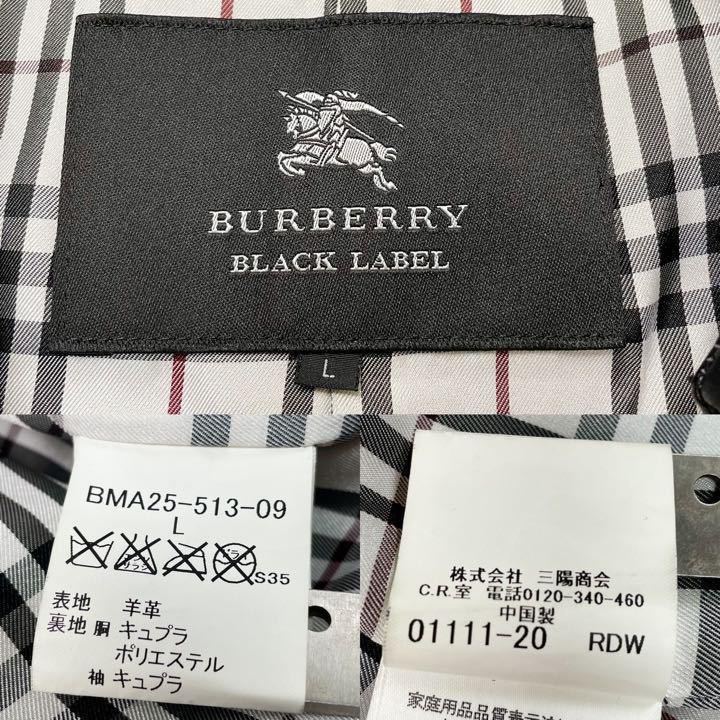 BURBERRY
BLACK LABEL
L
BMA25-513-09
L
S35
表地 羊革
裏地 胴 キュプラ
ポリエステル
袖 キュプラ
株式会社 三陽商会
C.R.室 電話0120-340-460
中国製
01111-20 RDW
家庭用品品質表示法